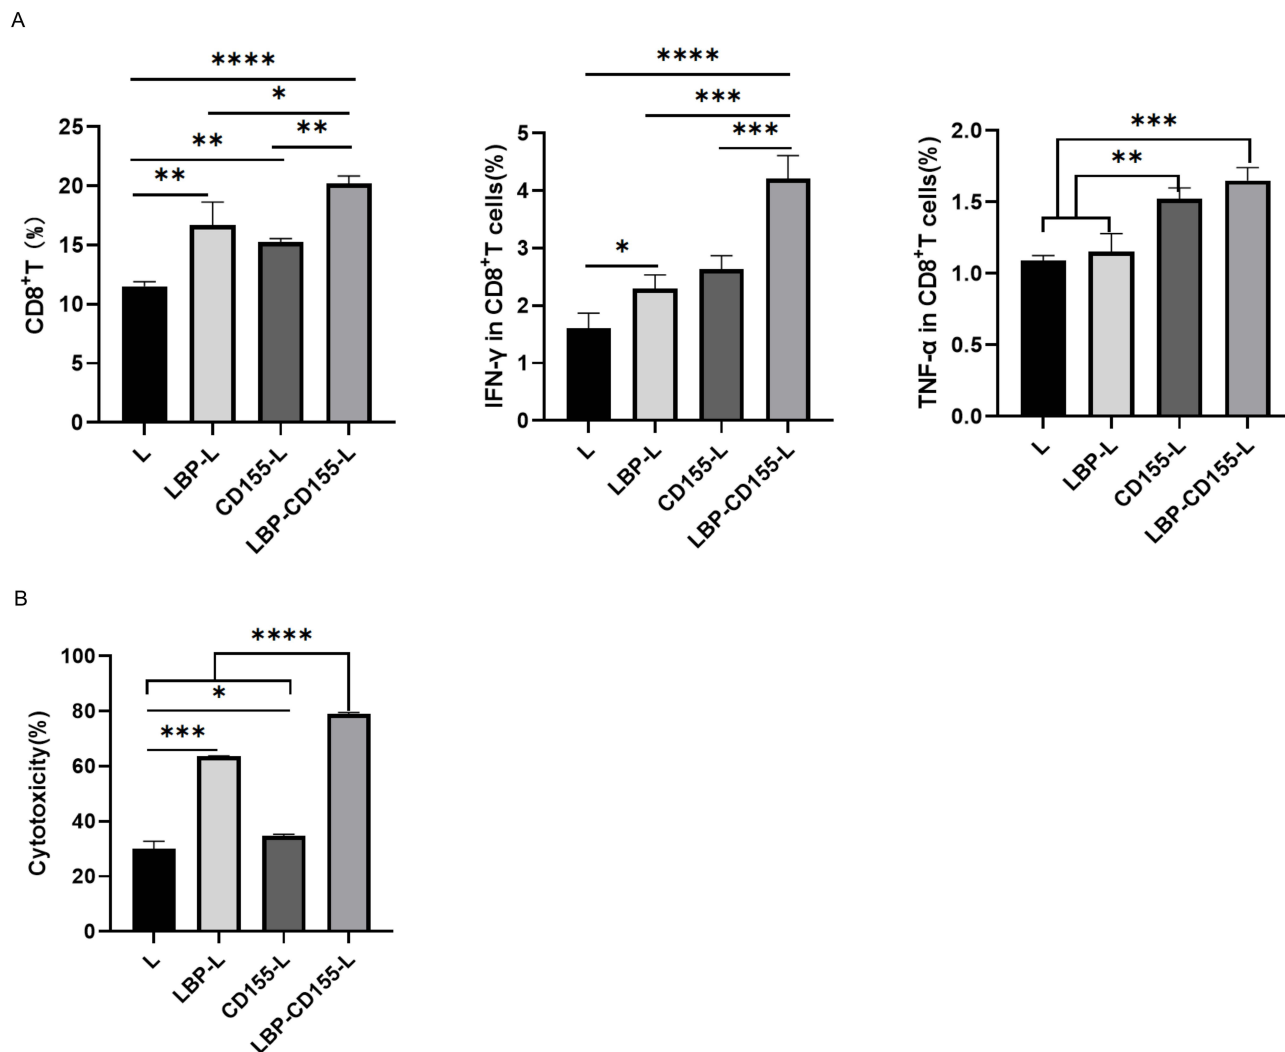 A
****
*
**
**
**
CD8+T (%)
25
20
15
10
5
0
L
LBP-L
CD155-L
LBP-CD155-L
****
***
***
*
IFN-γ in CD8+T cells(%)
5
4
3
2
1
0
L
LBP-L
CD155-L
LBP-CD155-L
***
**
TNF-α in CD8+T cells(%)
2.0
1.5
1.0
0.5
0.0
L
LBP-L
CD155-L
LBP-CD155-L
B
****
*
***
Cytotoxicity(%)
100
80
60
40
20
0
L
LBP-L
CD155-L
LBP-CD155-L